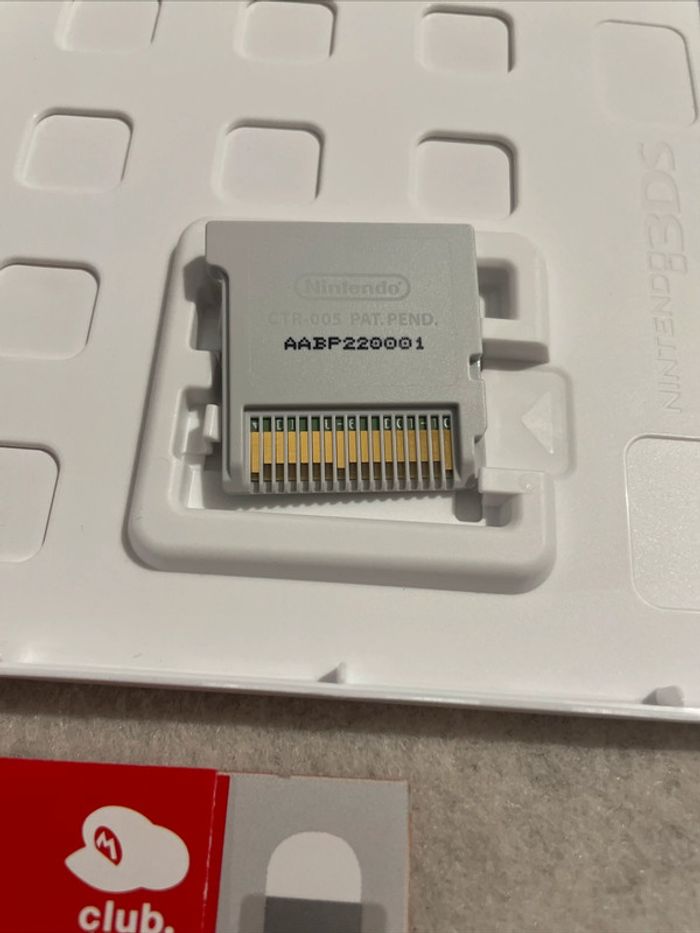 Nintendo
CTR-005 PAT. PEND.
AABP220001
NINTENDO 3DS
M
club.